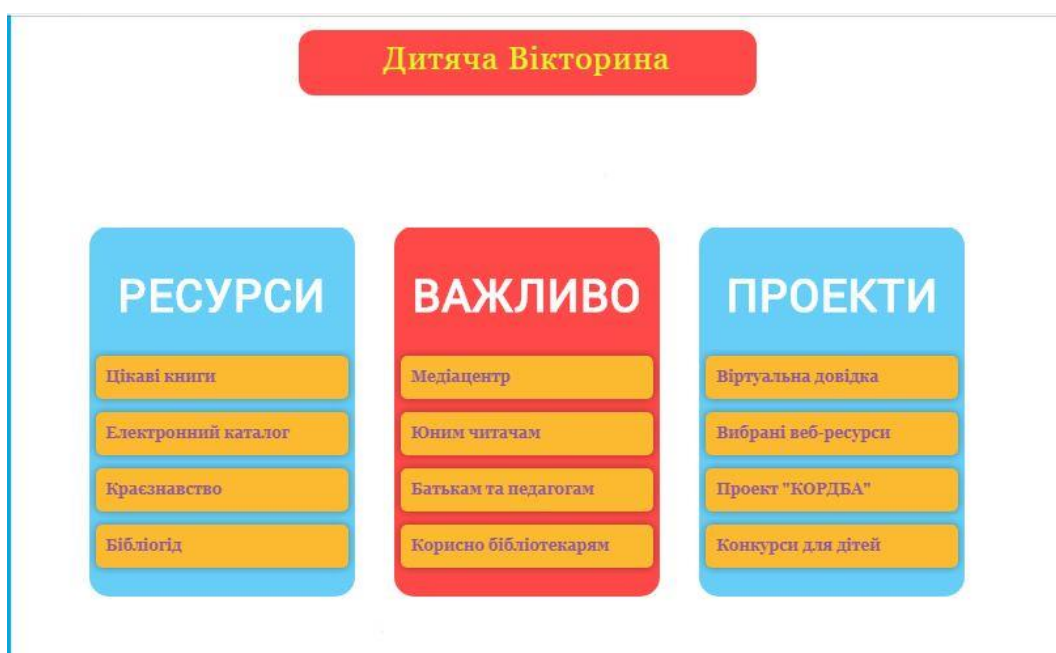 Дитяча Вікторина
РЕСУРСИ
Цікаві книги
Електронний каталог
Краєзнавство
Бібліогід
ВАЖЛИВО
Медіацентр
Юним читачам
Батькам та педагогам
Корисно бібліотекарям
ПРОЕКТИ
Віртуальна довідка
Вибрані веб-ресурси
Проект "КОРДБА"
Конкурси для дітей